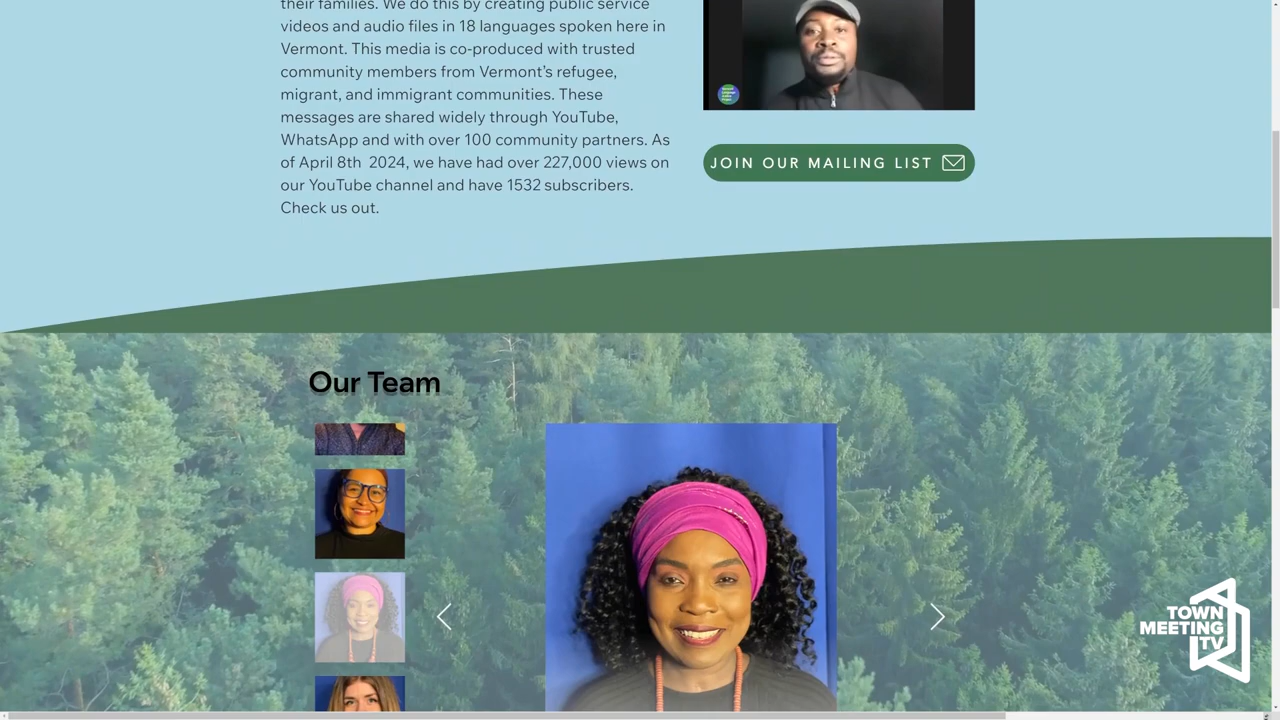 their families. We do this by creating public service
videos and audio files in 18 languages spoken here in
Vermont. This media is co-produced with trusted
community members from Vermont’s refugee,
migrant, and immigrant communities. These
messages are shared widely through YouTube,
WhatsApp and with over 100 community partners. As
of April 8th  2024, we have had over 227,000 views on
our YouTube channel and have 1532 subscribers.
Check us out.
JOIN OUR MAILING LIST
Our Team
TOWN
MEETING
TV